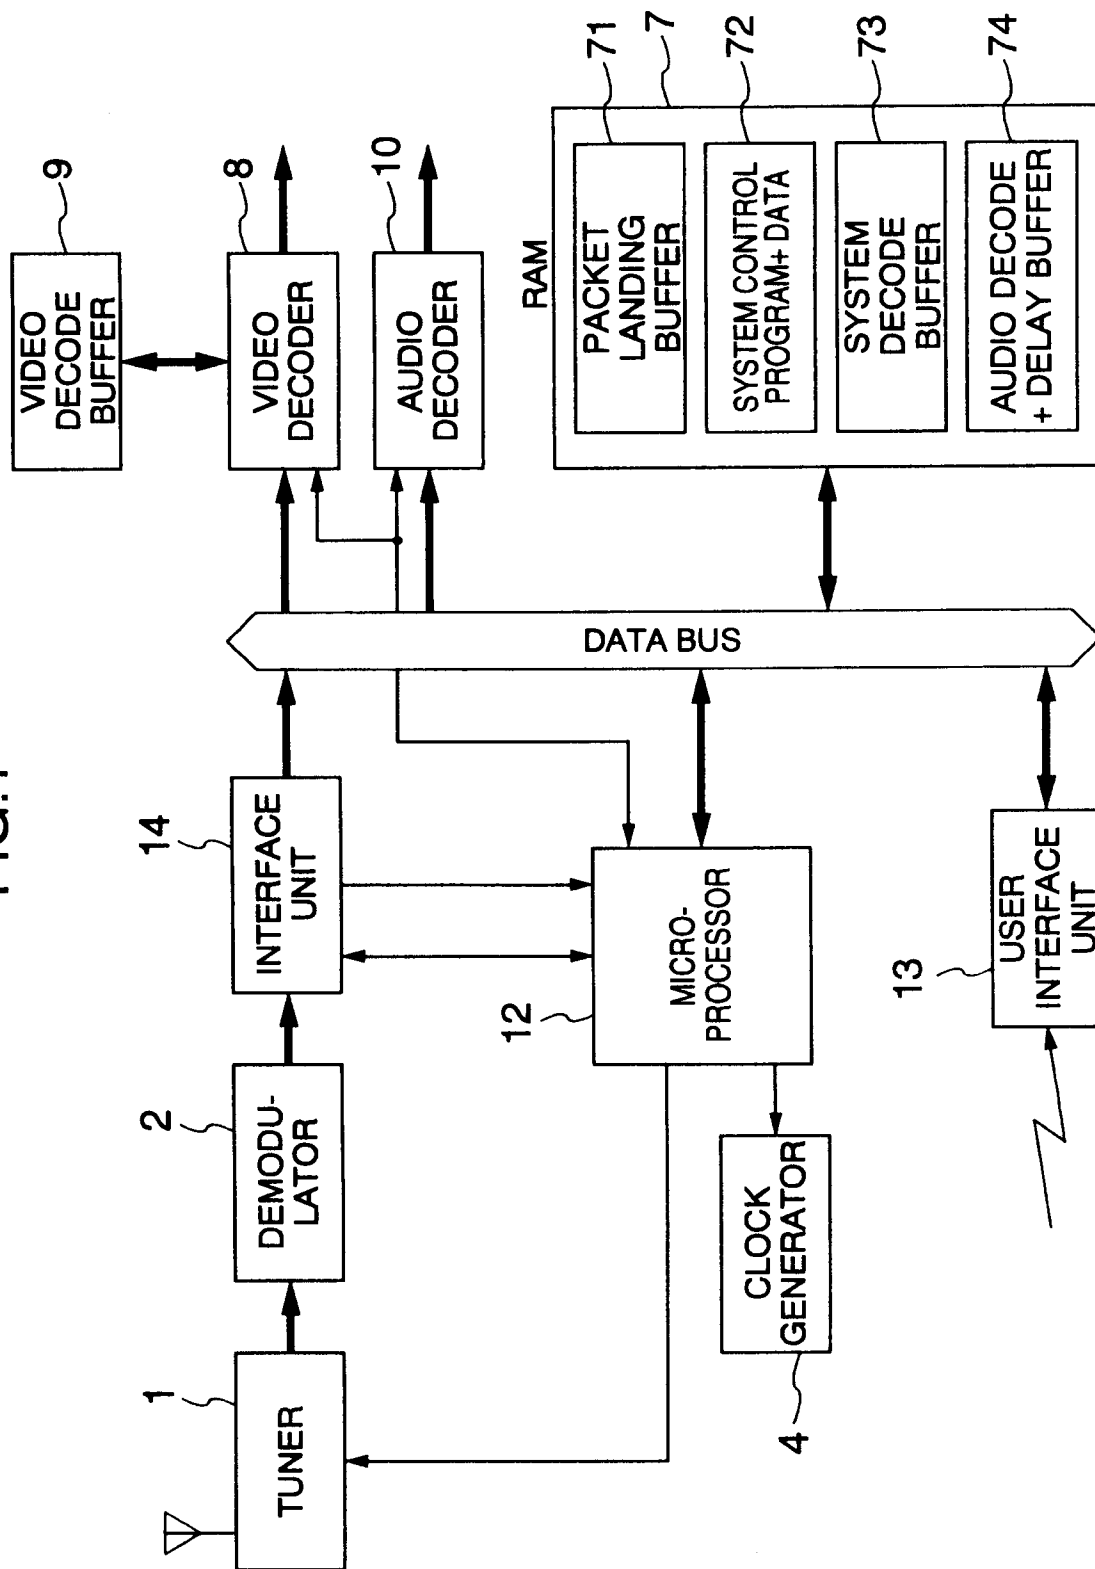 9
VIDEO
DECODE
BUFFER
1
TUNER
2
DEMODU-
LATOR
14
INTERFACE
UNIT
8
VIDEO
DECODER
10
AUDIO
DECODER
DATA BUS
12
MICRO-
PROCESSOR
4
CLOCK
GENERATOR
13
USER
INTERFACE
UNIT
RAM
7
71
PACKET
LANDING
BUFFER
72
SYSTEM CONTROL
PROGRAM+ DATA
73
SYSTEM
DECODE
BUFFER
74
AUDIO DECODE
+ DELAY BUFFER